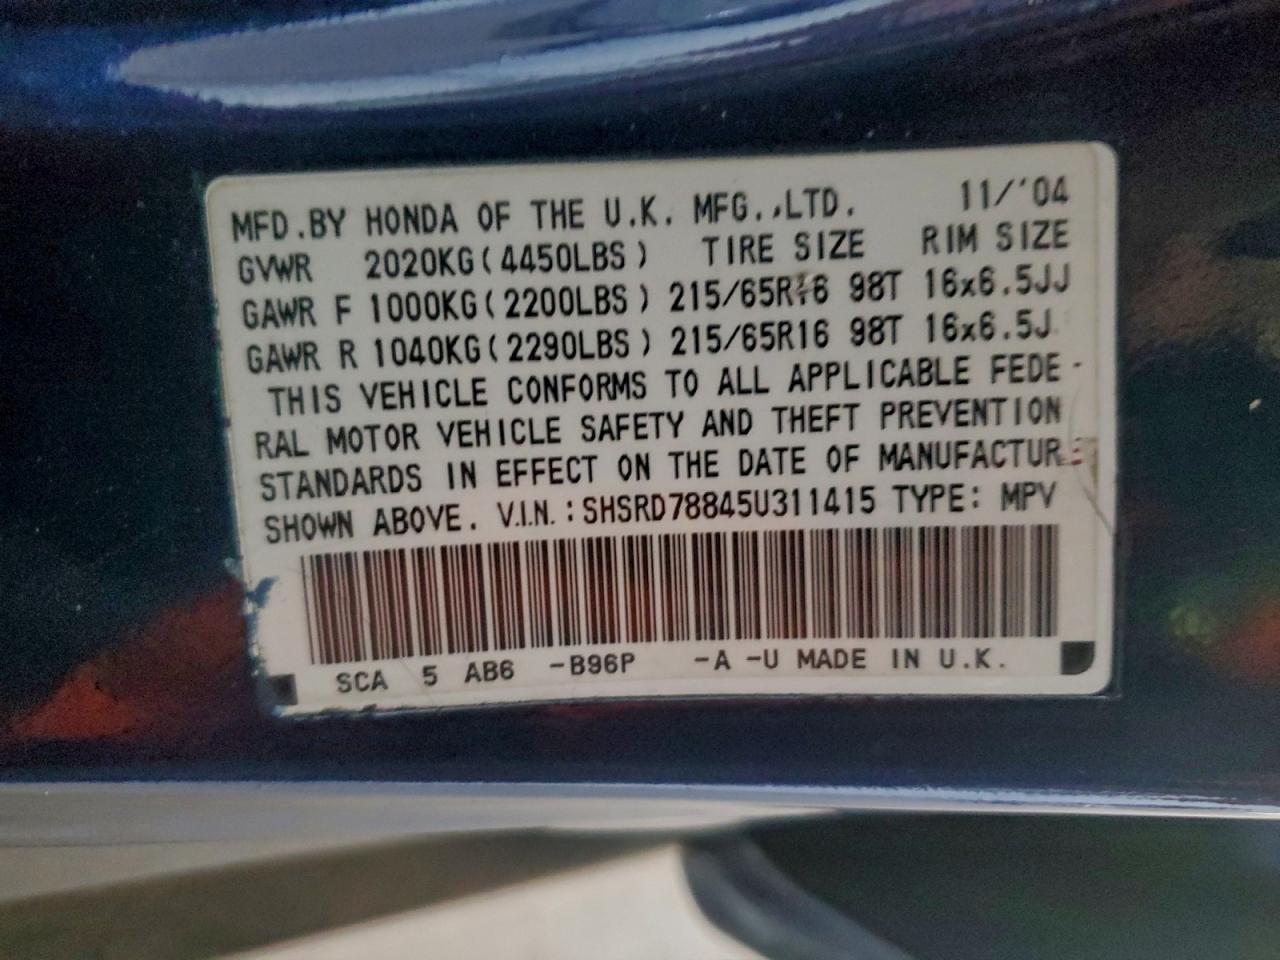 MFD.BY HONDA OF THE U.K. MFG.,LTD. 11/'04
GVWR 2020KG(4450LBS) TIRE SIZE RIM SIZE
GAWR F 1000KG(2200LBS) 215/65R16 98T 16x6.5JJ
GAWR R 1040KG(2290LBS) 215/65R16 98T 16x6.5J
THIS VEHICLE CONFORMS TO ALL APPLICABLE FEDE-
RAL MOTOR VEHICLE SAFETY AND THEFT PREVENTION
STANDARDS IN EFFECT ON THE DATE OF MANUFACTURE
SHOWN ABOVE. V.I.N.:SHSRD78845U311415 TYPE: MPV
SCA 5 AB6 -B96P -A -U MADE IN U.K.